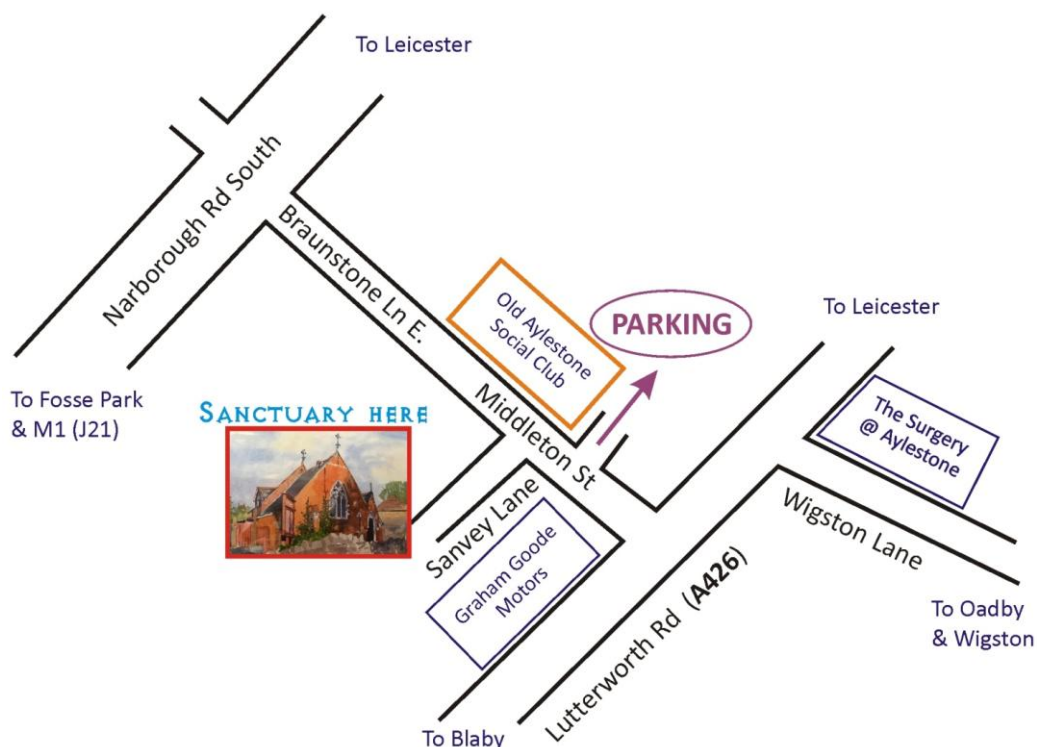 To Leicester
Narborough Rd South
Braunstone Ln E.
Old Aylestone
Social Club
PARKING
To Leicester
To Fosse Park
& M1 (J21)
SANCTUARY HERE
Middleton St
The Surgery
@ Aylestone
Sanvey Lane
Wigston Lane
Graham Goode
Motors
Lutterworth Rd (A426)
To Oadby
& Wigston
To Blaby